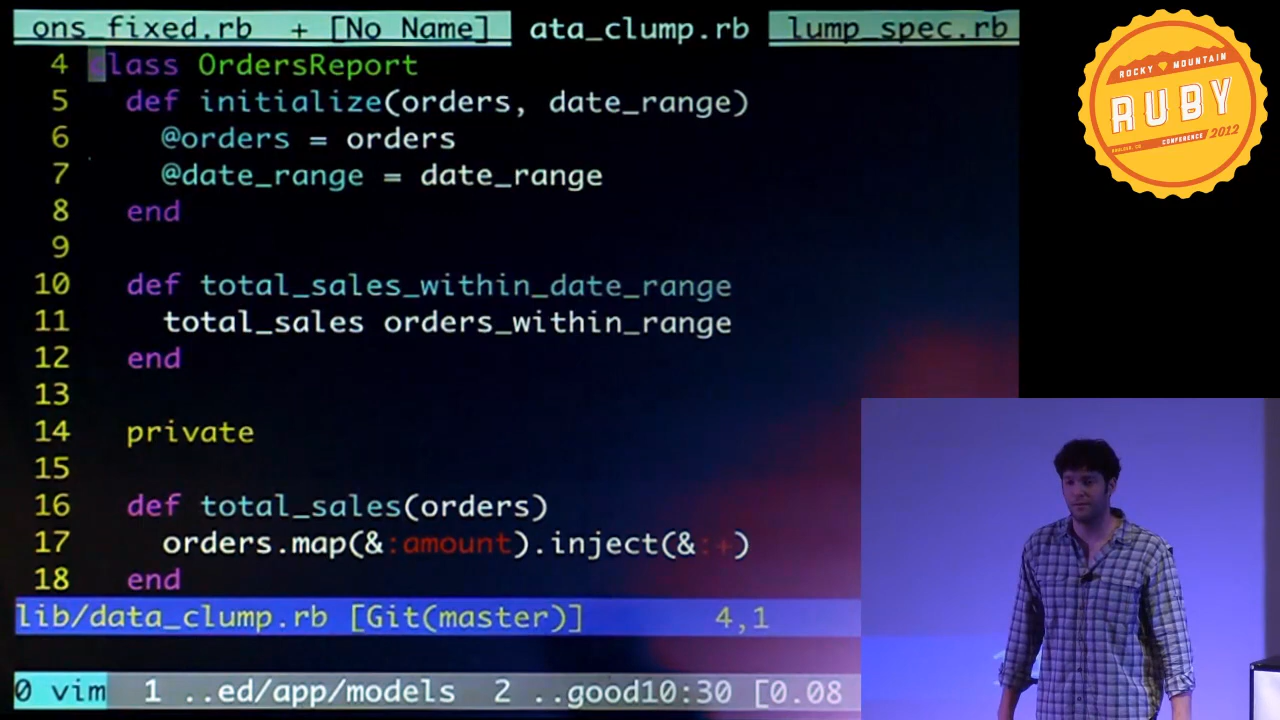 ons_fixed.rb + [No Name] ata_clump.rb lump_spec.rb
4 class OrdersReport
5 def initialize(orders, date_range)
6 @orders = orders
7 @date_range = date_range
8 end
9
10 def total_sales_within_date_range
11 total_sales orders_within_range
12 end
13
14 private
15
16 def total_sales(orders)
17 orders.map(&:amount).inject(&:+)
18 end
lib/data_clump.rb [Git(master)] 4,1
0 vim 1 ..ed/app/models 2 ..good10:30 [0.08
ROCKY MOUNTAIN
RUBY
BOULDER, CO CONFERENCE 2012